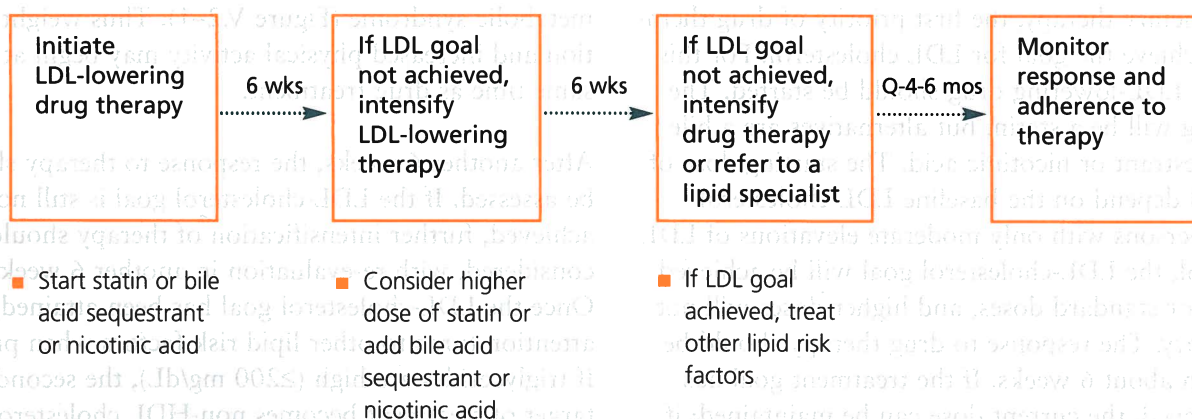 Initiate
LDL-lowering
drug therapy
6 wks
If LDL goal
not achieved,
intensify
LDL-lowering
therapy
6 wks
If LDL goal
not achieved,
intensify
drug therapy
or refer to a
lipid specialist
Q-4-6 mos
Monitor
response and
adherence to
therapy
Start statin or bile
acid sequestrant
or nicotinic acid
Consider higher
dose of statin or
add bile acid
sequestrant or
nicotinic acid
If LDL goal
achieved, treat
other lipid risk
factors